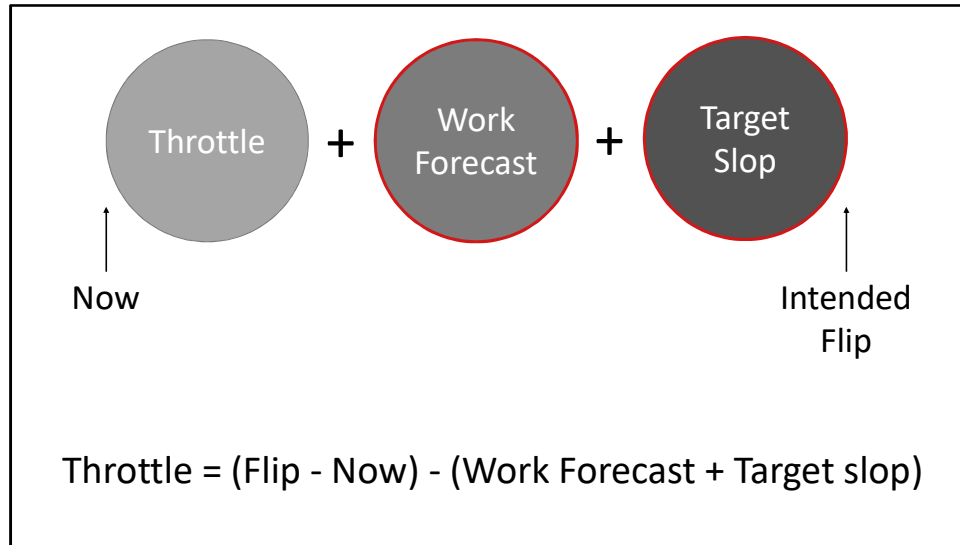 Throttle
+
Work
Forecast
+
Target
Slop
Now
Intended
Flip
Throttle = (Flip - Now) - (Work Forecast + Target slop)